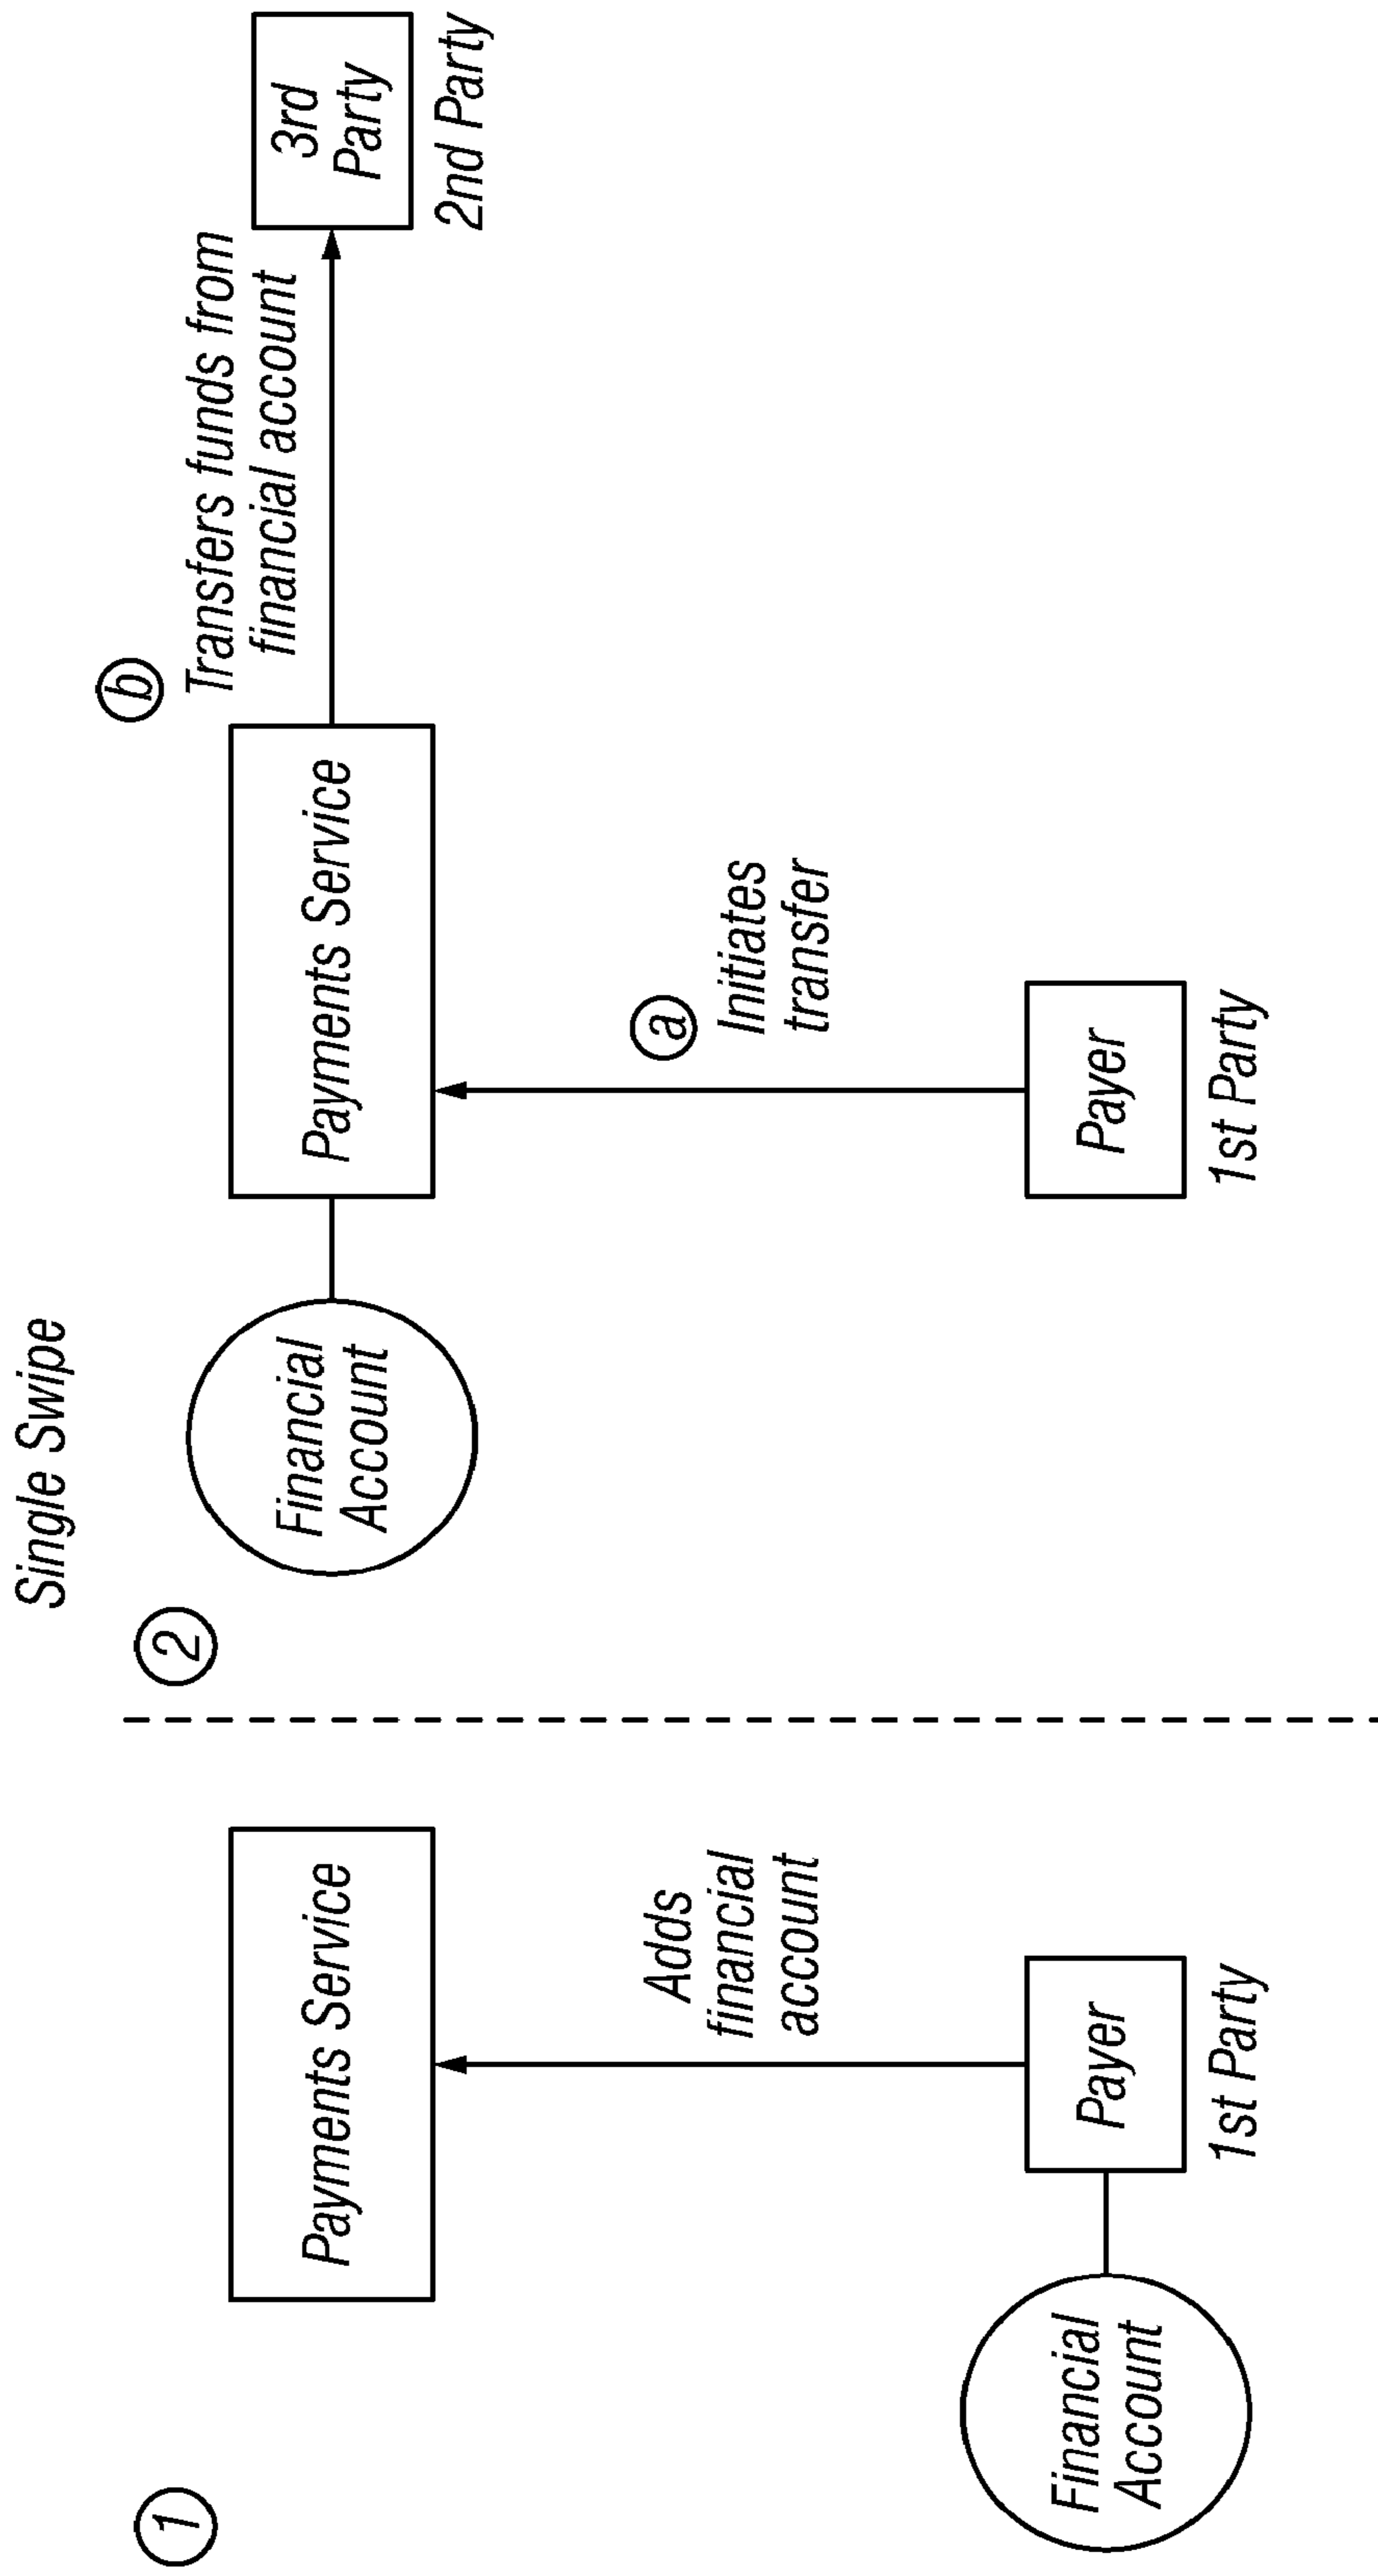 Single Swipe
1
Payments Service
Adds
financial
account
Financial
Account
Payer
1st Party
2
Financial
Account
Payments Service
b
Transfers funds from
financial account
3rd
Party
2nd Party
a
Initiates
transfer
Payer
1st Party